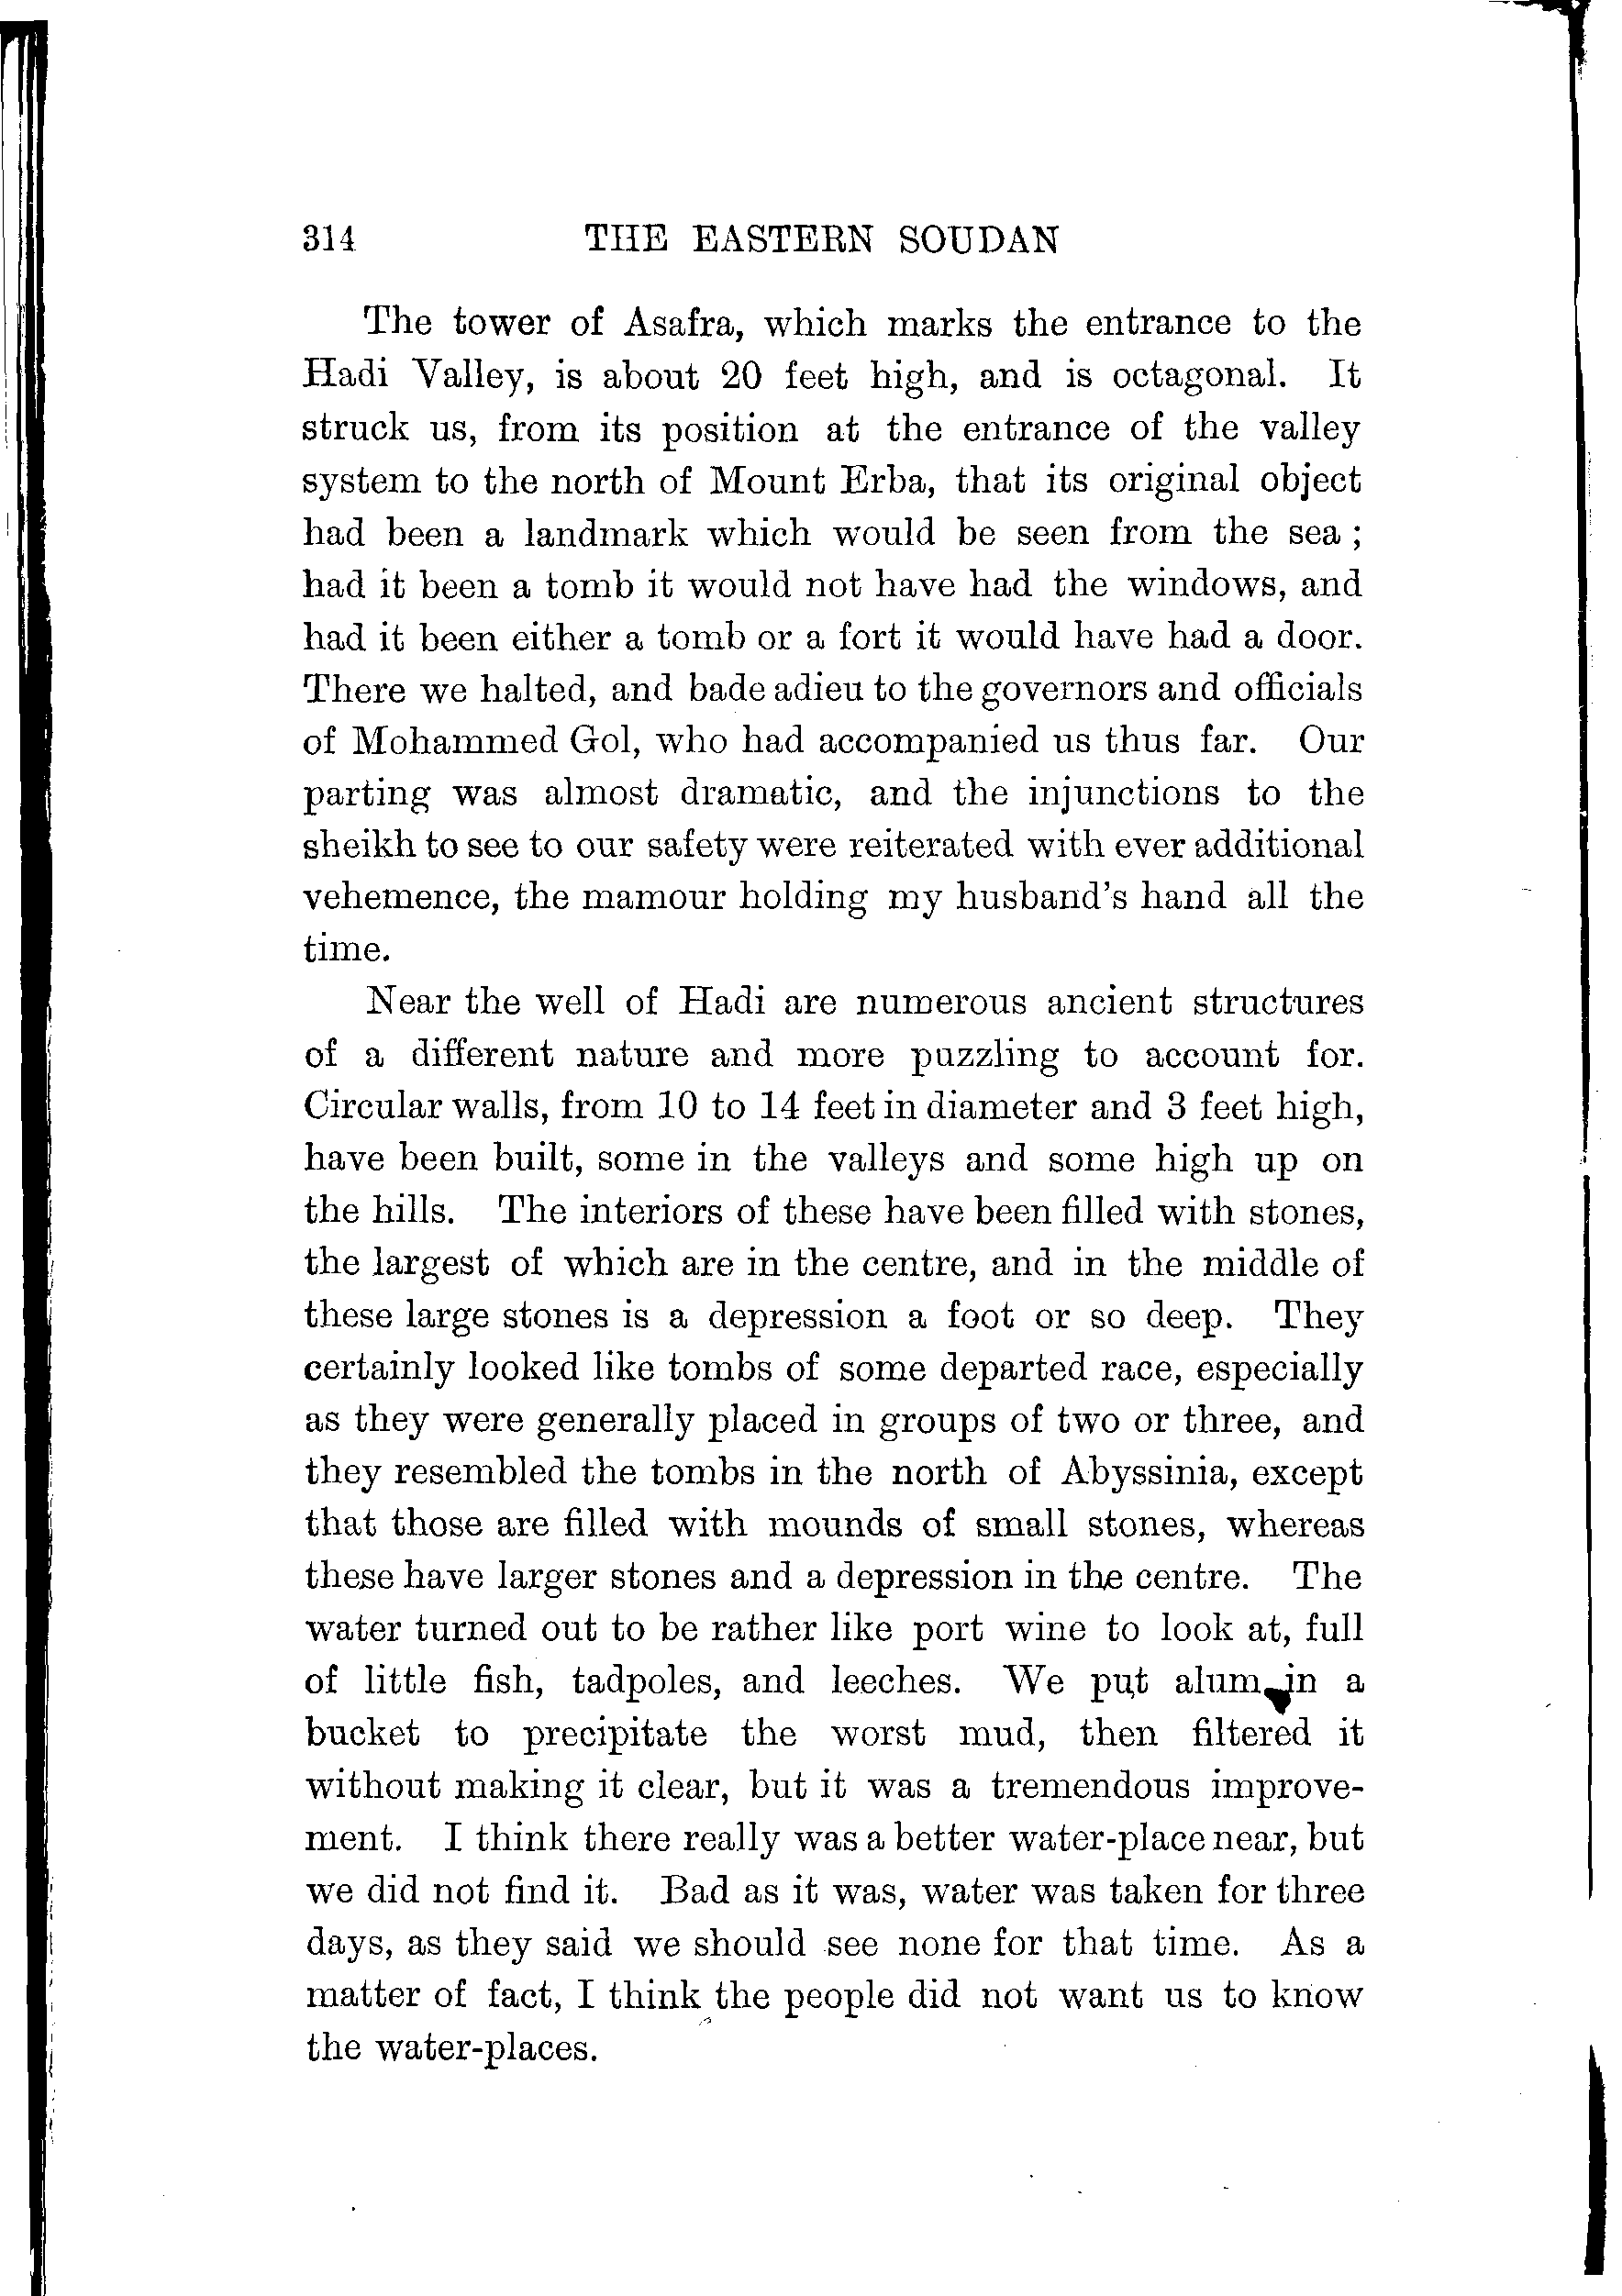 314 THE EASTERN SOUDAN
The tower of Asafra, which marks the entrance to the
Hadi Valley, is about 20 feet high, and is octagonal. It
struck us, from its position at the entrance of the valley
system to the north of Mount Erba, that its original object
had been a landmark which would be seen from the sea ;
had it been a tomb it would not have had the windows, and
had it been either a tomb or a fort it would have had a door.
There we halted, and bade adieu to the governors and officials
of Mohammed Gol, who had accompanied us thus far. Our
parting was almost dramatic, and the injunctions to the
sheikh to see to our safety were reiterated with ever additional
vehemence, the mamour holding my husband's hand all the
time.
Near the well of Hadi are numerous ancient structures
of a different nature and more puzzling to account for.
Circular walls, from 10 to 14 feet in diameter and 3 feet high,
have been built, some in the valleys and some high up on
the hills. The interiors of these have been filled with stones,
the largest of which are in the centre, and in the middle of
these large stones is a depression a foot or so deep. They
certainly looked like tombs of some departed race, especially
as they were generally placed in groups of two or three, and
they resembled the tombs in the north of Abyssinia, except
that those are filled with mounds of small stones, whereas
these have larger stones and a depression in the centre. The
water turned out to be rather like port wine to look at, full
of little fish, tadpoles, and leeches. We put alum in a
bucket to precipitate the worst mud, then filtered it
without making it clear, but it was a tremendous improve-
ment. I think there really was a better water-place near, but
we did not find it. Bad as it was, water was taken for three
days, as they said we should see none for that time. As a
matter of fact, I think the people did not want us to know
the water-places.